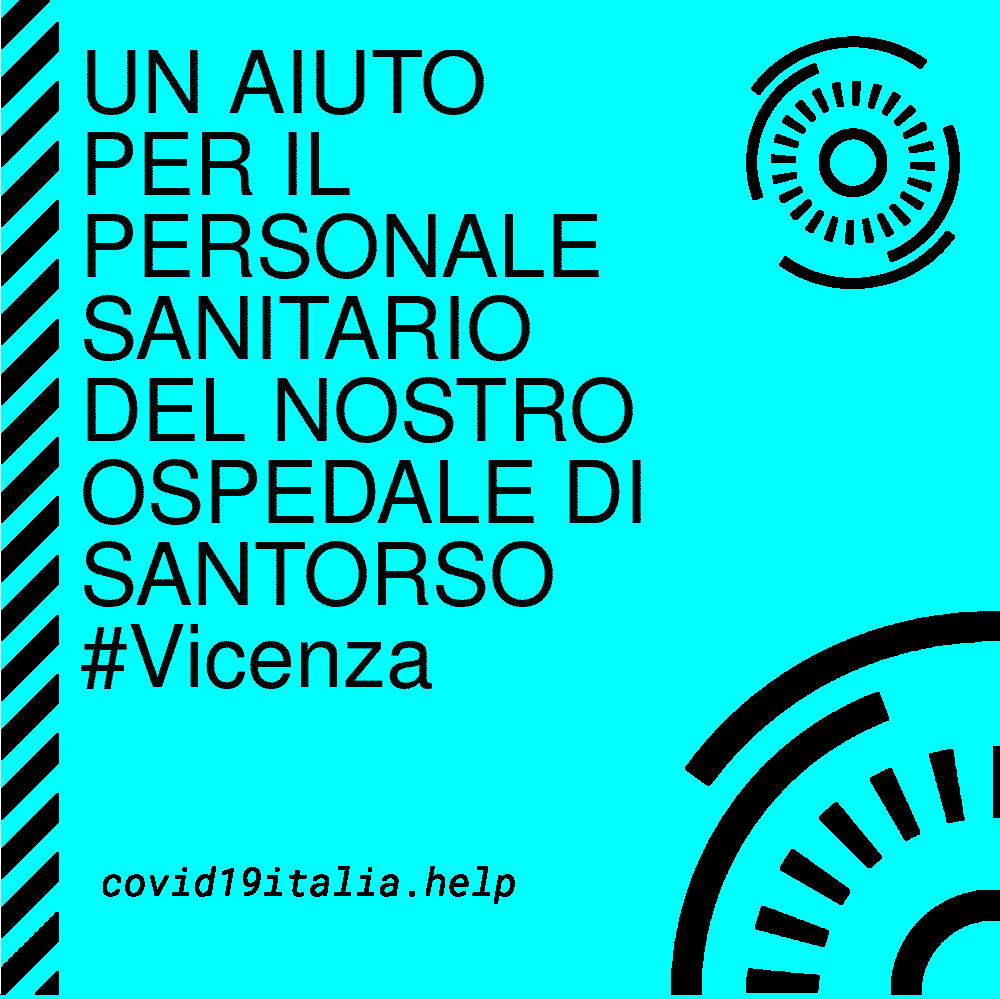 UN AIUTO
PER IL
PERSONALE
SANITARIO
DEL NOSTRO
OSPEDALE DI
SANTORSO
#Vicenza
covid19italia.help